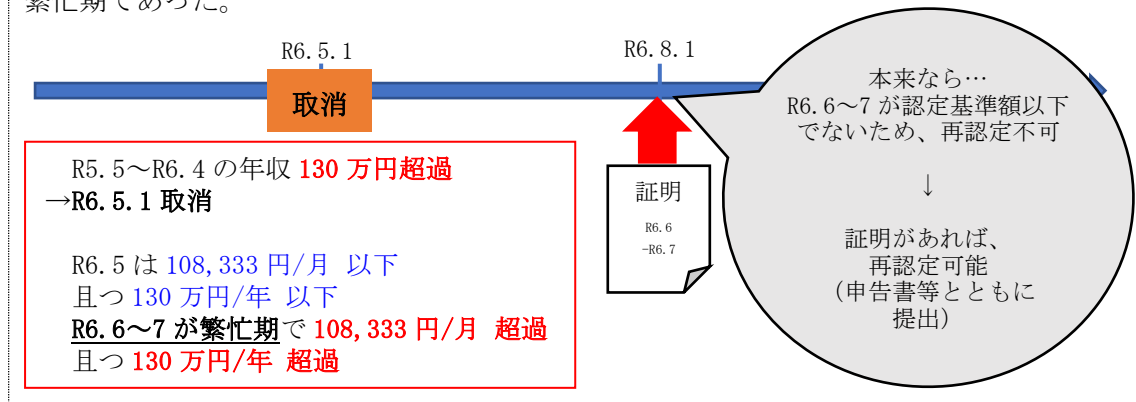 繁忙期であった。
R6.5.1
R6.8.1
取消
本来なら…
R6.6～7 が認定基準額以下
でないため、再認定不可
↓
証明があれば、
再認定可能
（申告書等とともに
提出）
証明
R6.6
-R6.7
R5.5～R6.4 の年収 130 万円超過
→R6.5.1 取消
R6.5 は 108,333 円/月 以下
且つ 130 万円/年 以下
R6.6～7 が繁忙期で 108,333 円/月 超過
且つ 130 万円/年 超過